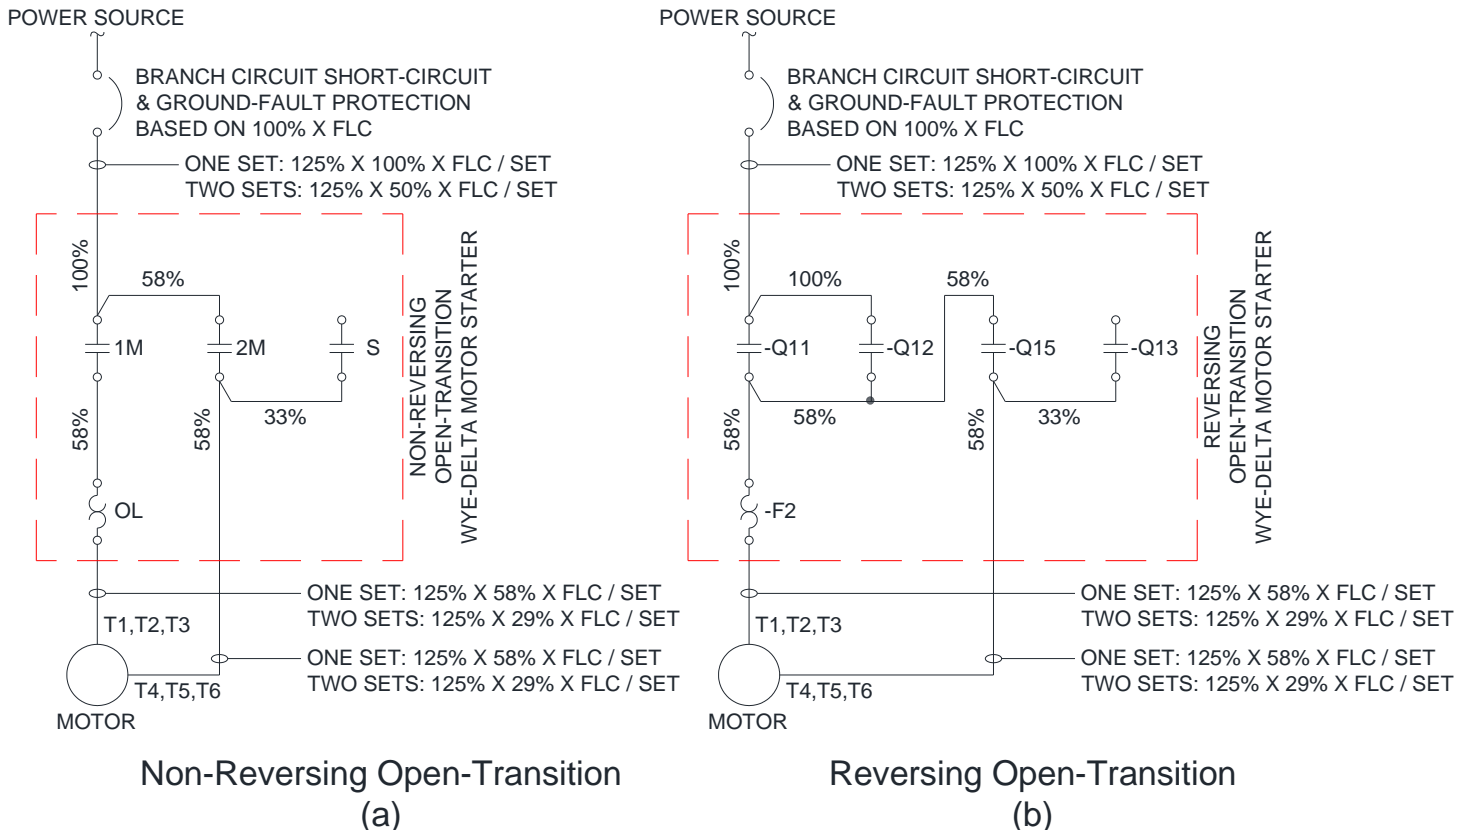 POWER SOURCE
BRANCH CIRCUIT SHORT-CIRCUIT
& GROUND-FAULT PROTECTION
BASED ON 100% X FLC
ONE SET: 125% X 100% X FLC / SET
TWO SETS: 125% X 50% X FLC / SET
100%
58%
1M
2M
S
58%
58%
33%
OL
NON-REVERSING
OPEN-TRANSITION
WYE-DELTA MOTOR STARTER
ONE SET: 125% X 58% X FLC / SET
TWO SETS: 125% X 29% X FLC / SET
T1,T2,T3
ONE SET: 125% X 58% X FLC / SET
TWO SETS: 125% X 29% X FLC / SET
T4,T5,T6
MOTOR
Non-Reversing Open-Transition
(a)
POWER SOURCE
BRANCH CIRCUIT SHORT-CIRCUIT
& GROUND-FAULT PROTECTION
BASED ON 100% X FLC
ONE SET: 125% X 100% X FLC / SET
TWO SETS: 125% X 50% X FLC / SET
100%
100%
58%
-Q11
-Q12
-Q15
-Q13
58%
58%
58%
33%
-F2
REVERSING
OPEN-TRANSITION
WYE-DELTA MOTOR STARTER
ONE SET: 125% X 58% X FLC / SET
TWO SETS: 125% X 29% X FLC / SET
T1,T2,T3
ONE SET: 125% X 58% X FLC / SET
TWO SETS: 125% X 29% X FLC / SET
T4,T5,T6
MOTOR
Reversing Open-Transition
(b)